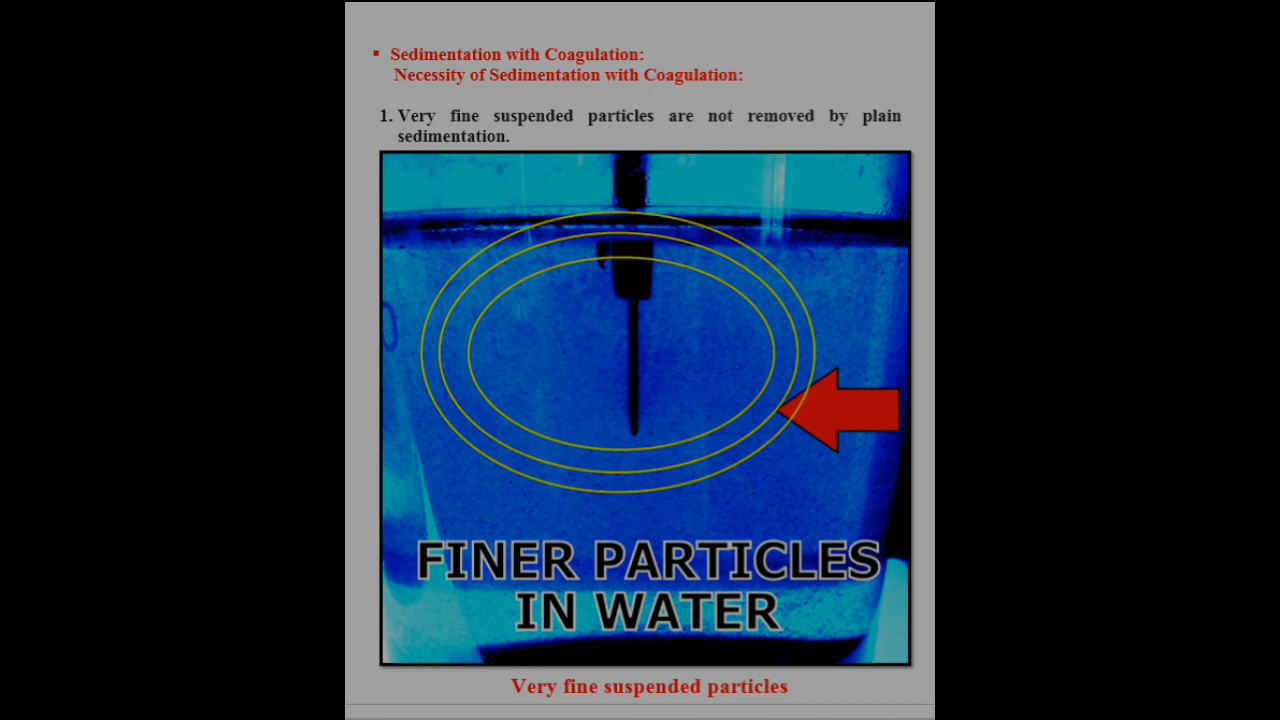 ▪ Sedimentation with Coagulation:
Necessity of Sedimentation with Coagulation:
1. Very fine suspended particles are not removed by plain
sedimentation.
FINER PARTICLES
IN WATER
Very fine suspended particles